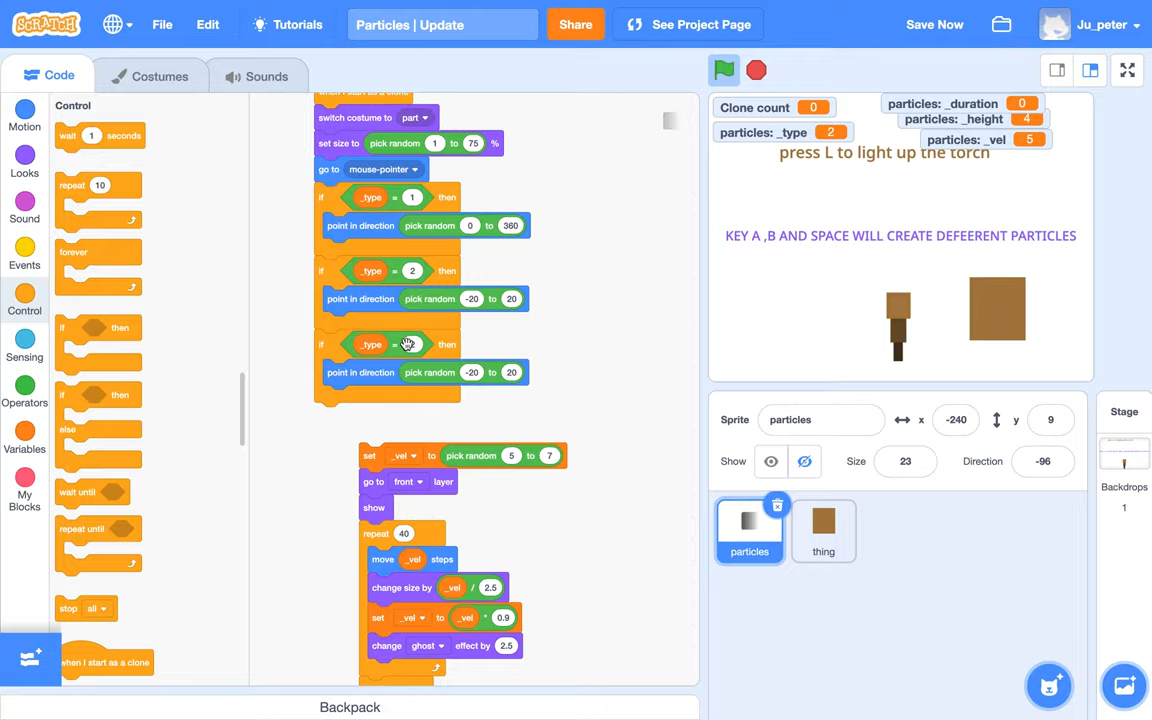 SCRATCH File Edit Tutorials Particles | Update Share See Project Page Save Now Ju_peter
Code Costumes Sounds
Motion
Looks
Sound
Events
Control
Sensing
Operators
Variables
My
Blocks
Control
wait 1 seconds
repeat 10
forever
if then
if then
else
wait until
repeat until
stop all
when I start as a clone
when I start as a clone
switch costume to part
set size to pick random 1 to 75 %
go to mouse-pointer
if _type = 1 then
point in direction pick random 0 to 360
if _type = 2 then
point in direction pick random -20 to 20
if _type = then
point in direction pick random -20 to 20
set _vel to pick random 5 to 7
go to front layer
show
repeat 40
move _vel steps
change size by _vel / 2.5
set _vel to _vel * 0.9
change ghost effect by 2.5
Clone count 0
particles: _type 2
particles: _duration 0
particles: _height 4
particles: _vel 5
press L to light up the torch
KEY A ,B AND SPACE WILL CREATE DEFEERENT PARTICLES
Sprite particles x -240 y 9
Show Size 23 Direction -96
particles
thing
Stage
Backdrops
1
Backpack